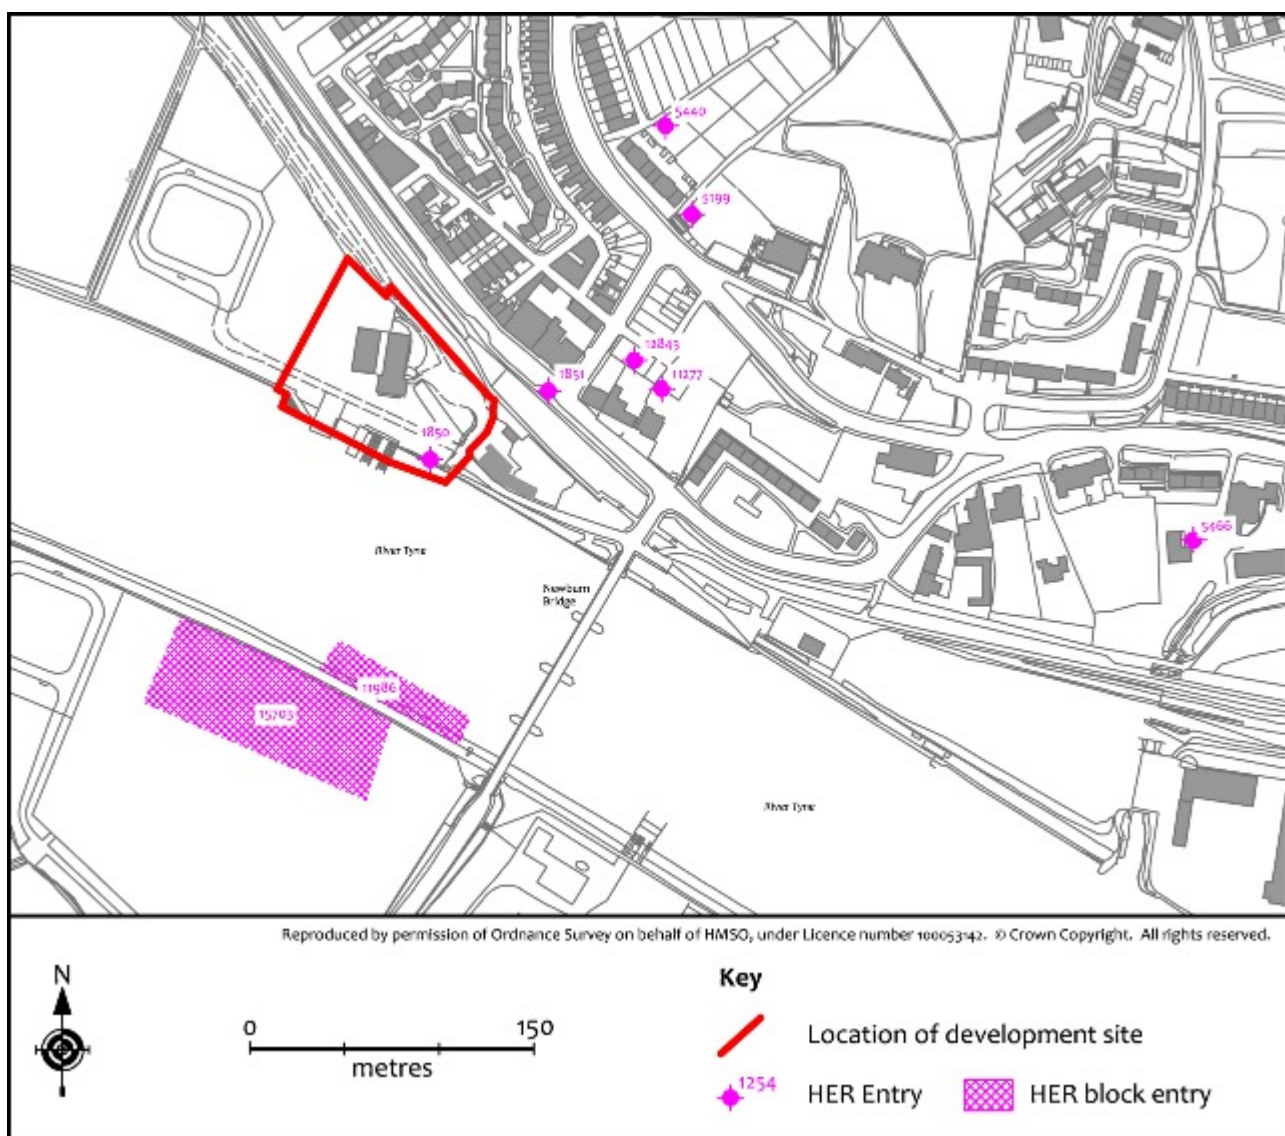 5440
5199
12843
11277
1851
1850
5466
River Tyne
Newburn
Bridge
11986
15703
River Tyne
Reproduced by permission of Ordnance Survey on behalf of HMSO, under Licence number 100053142. © Crown Copyright. All rights reserved.
N
0 150
metres
Key
Location of development site
1254 HER Entry
HER block entry